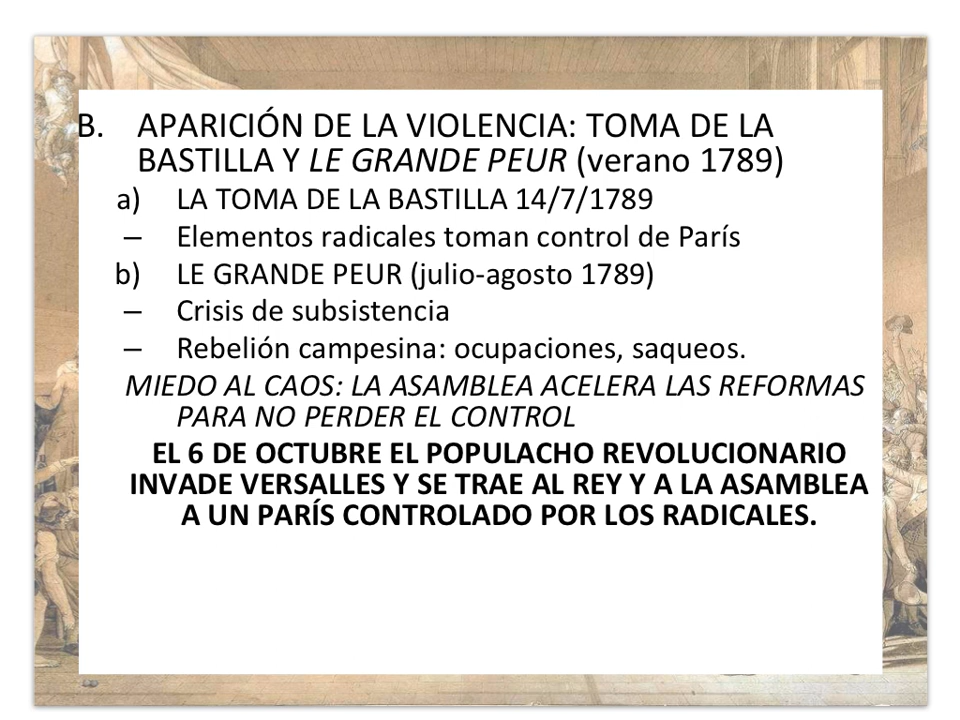 B. APARICIÓN DE LA VIOLENCIA: TOMA DE LA
BASTILLA Y LE GRANDE PEUR (verano 1789)
a) LA TOMA DE LA BASTILLA 14/7/1789
– Elementos radicales toman control de París
b) LE GRANDE PEUR (julio-agosto 1789)
– Crisis de subsistencia
– Rebelión campesina: ocupaciones, saqueos.
MIEDO AL CAOS: LA ASAMBLEA ACELERA LAS REFORMAS
PARA NO PERDER EL CONTROL
EL 6 DE OCTUBRE EL POPULACHO REVOLUCIONARIO
INVADE VERSALLES Y SE TRAE AL REY Y A LA ASAMBLEA
A UN PARÍS CONTROLADO POR LOS RADICALES.